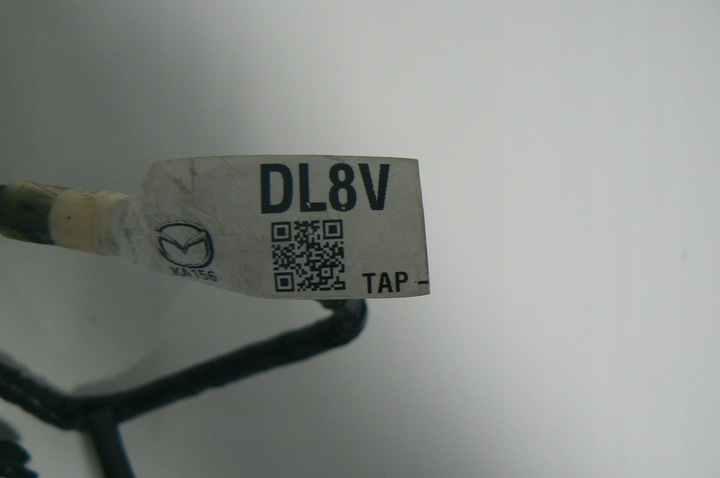 DL8V
KA156
TAP-